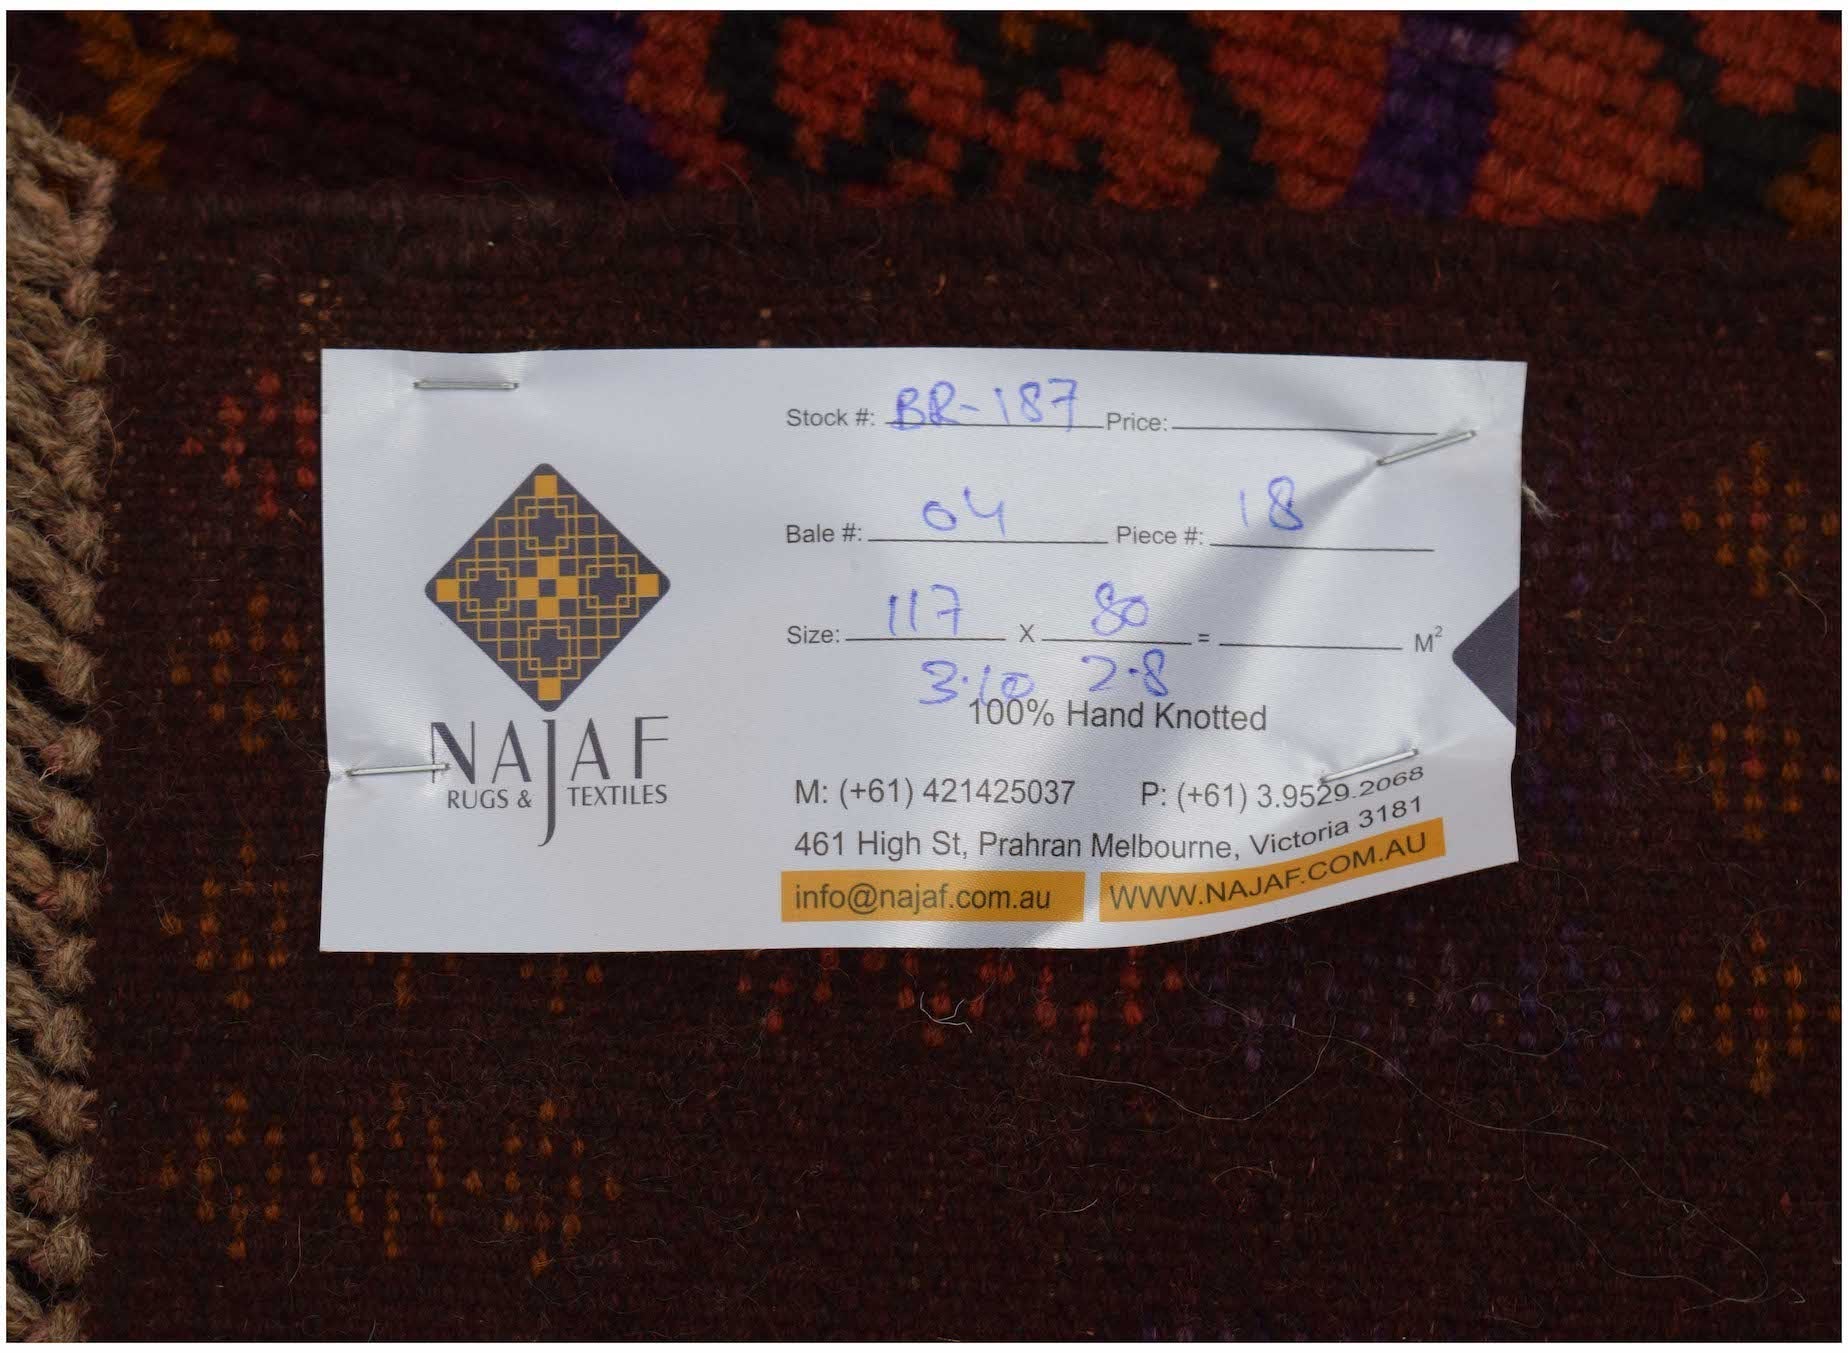 Stock #: BR-187 Price:
Bale #: 04 Piece #: 18
Size: 117 X 80 = M²
3.10 2.8
100% Hand Knotted
NAJAF
RUGS & TEXTILES
M: (+61) 421425037 P: (+61) 3.9529.2068
461 High St, Prahran Melbourne, Victoria 3181
info@najaf.com.au WWW.NAJAF.COM.AU